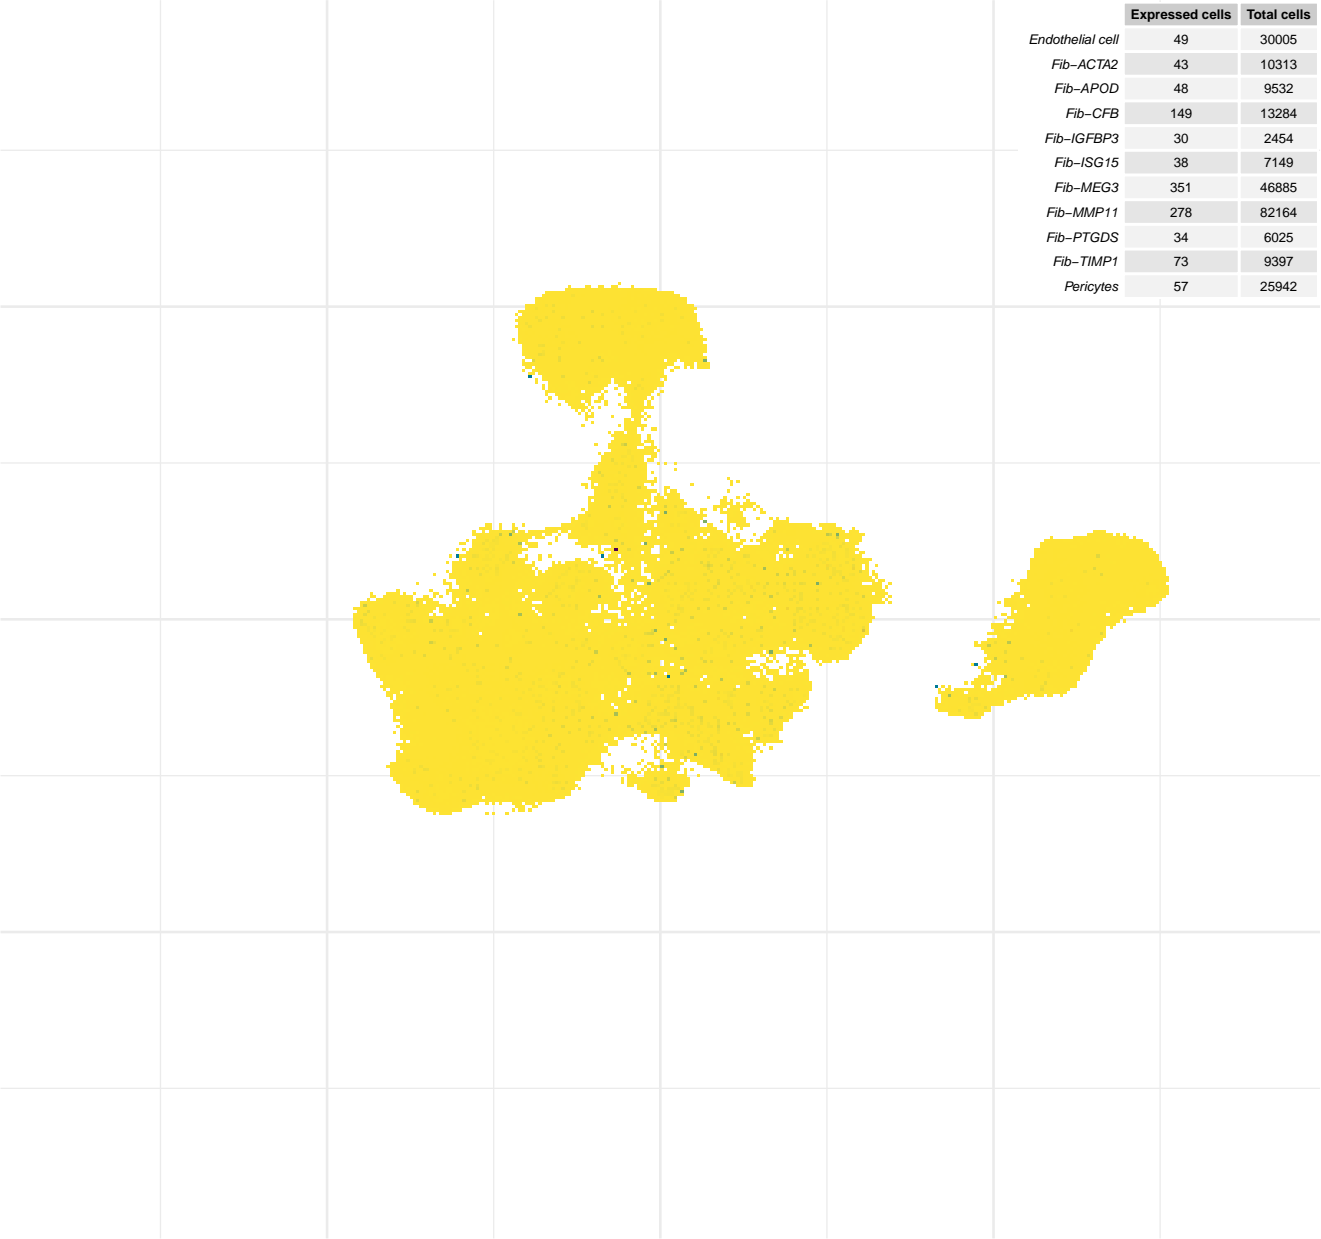 Expressed cells Total cells
Endothelial cell 49 30005
Fib−ACTA2 43 10313
Fib−APOD 48 9532
Fib−CFB 149 13284
Fib−IGFBP3 30 2454
Fib−ISG15 38 7149
Fib−MEG3 351 46885
Fib−MMP11 278 82164
Fib−PTGDS 34 6025
Fib−TIMP1 73 9397
Pericytes 57 25942